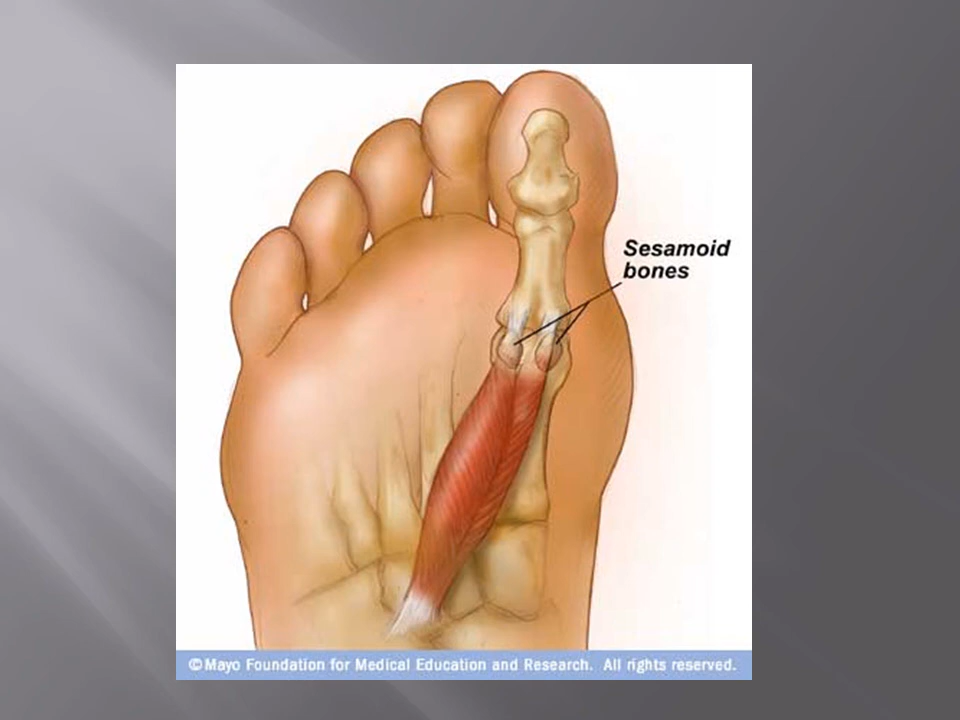 Sesamoid
bones
©Mayo Foundation for Medical Education and Research. All rights reserved.